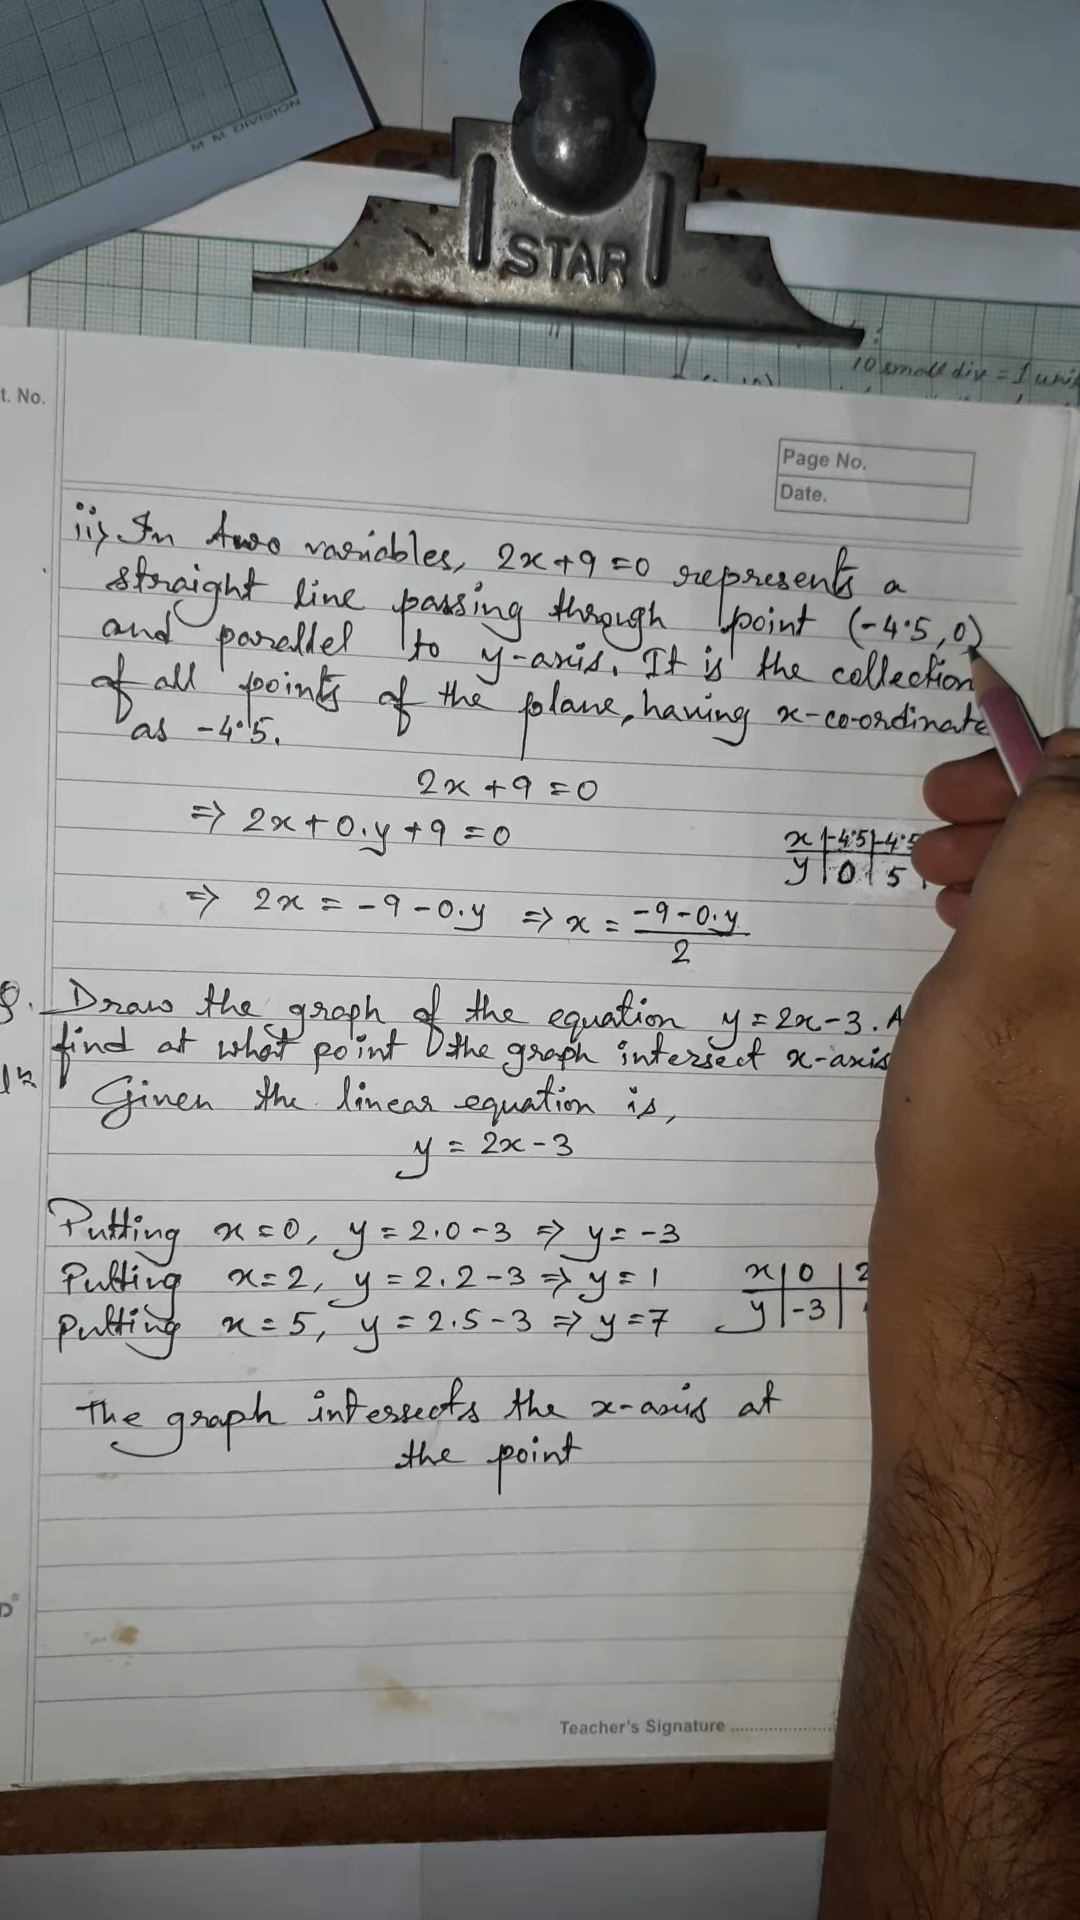 M M DIVISION
STAR
10 small div = 1 unit
t. No.
Page No.
Date.
ii) In two variables, 2x+9=0 represents a
straight line passing through point (-4.5,0)
and parallel to y-axis. It is the collection
of all points of the plane, having x-co-ordinate
as -4.5.
2x+9=0
=> 2x+0.y+9=0
x | -4.5 | -4.5
y | 0 | 5
=> 2x = -9-0.y => x = -9-0.y
2
Q. Draw the graph of the equation y=2x-3. A
find at what point the graph intersect x-axis
Given the linear equation is,
y = 2x-3
Putting x=0, y=2.0-3 => y=-3
Putting x=2, y=2.2-3 => y=1
putting x=5, y=2.5-3 => y=7
x | 0 | 2
y | -3 |
The graph intersects the x-axis at
the point
Teacher's Signature